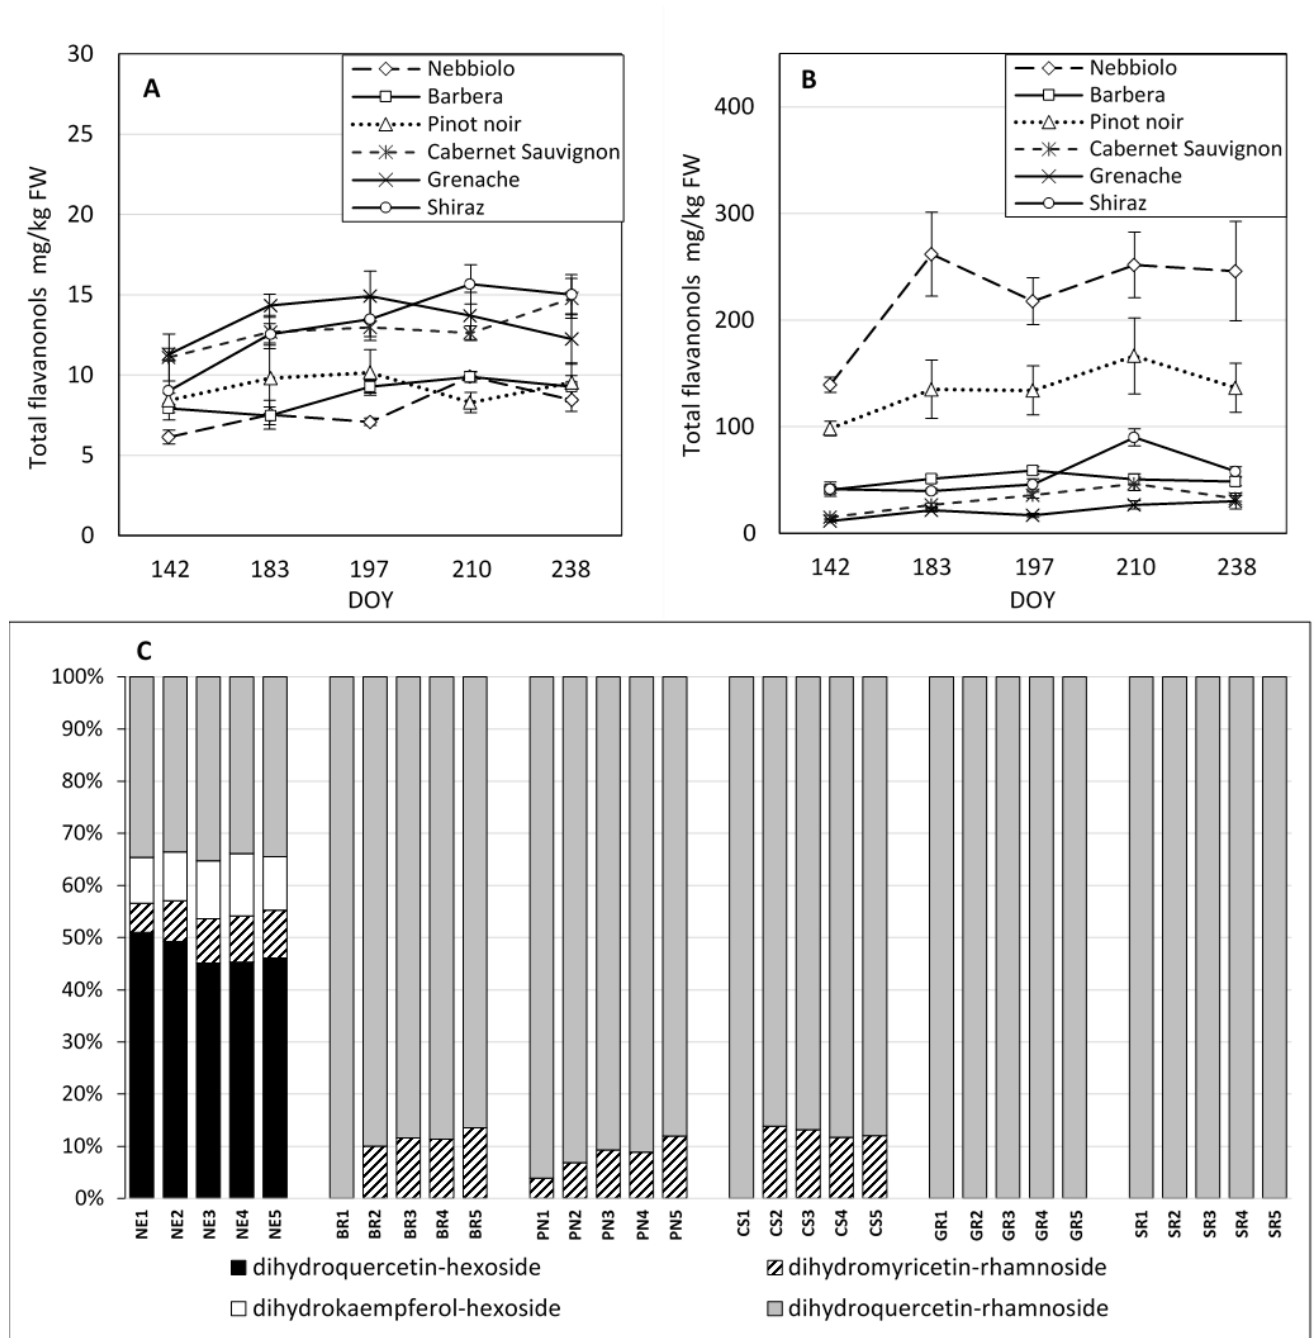 A
Total flavanonols mg/kg FW
30
25
20
15
10
5
0
Nebbiolo
Barbera
Pinot noir
Cabernet Sauvignon
Grenache
Shiraz
142 183 197 210 238
DOY
B
Total flavanonols mg/kg FW
400
300
200
100
0
Nebbiolo
Barbera
Pinot noir
Cabernet Sauvignon
Grenache
Shiraz
142 183 197 210 238
DOY
C
100%
90%
80%
70%
60%
50%
40%
30%
20%
10%
0%
NE1 NE2 NE3 NE4 NE5 BR1 BR2 BR3 BR4 BR5 PN1 PN2 PN3 PN4 PN5 CS1 CS2 CS3 CS4 CS5 GR1 GR2 GR3 GR4 GR5 SR1 SR2 SR3 SR4 SR5
dihydroquercetin-hexoside dihydromyricetin-rhamnoside
dihydrokaempferol-hexoside dihydroquercetin-rhamnoside